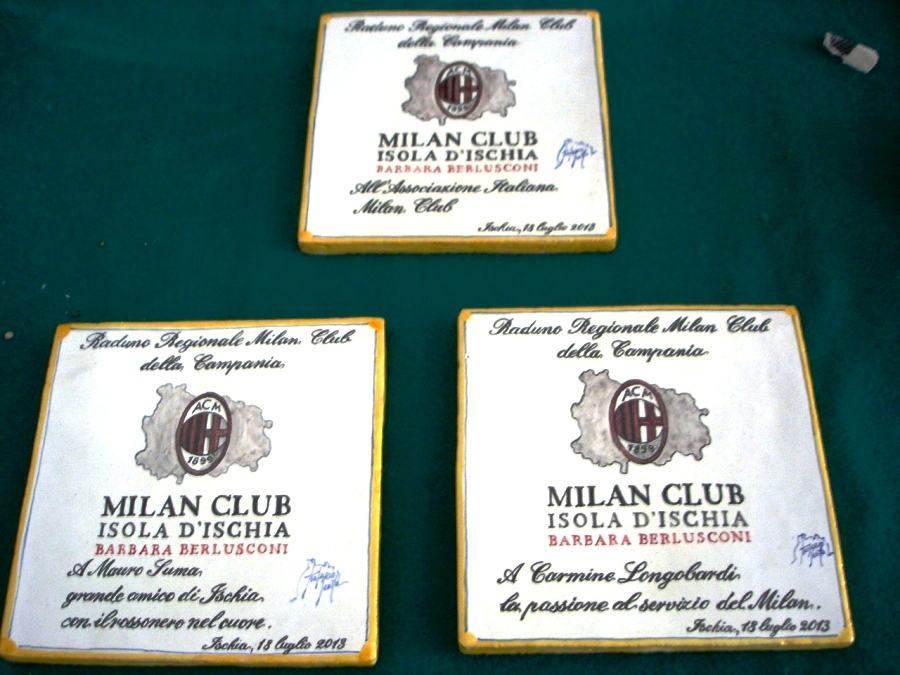 Raduno Regionale Milan Club
della Campania
ACM
1899
MILAN CLUB
ISOLA D'ISCHIA
BARBARA BERLUSCONI
All'Associazione Italiana
Milan Club
Ischia, 18 luglio 2013
Raduno Regionale Milan Club
della Campania
ACM
1899
MILAN CLUB
ISOLA D'ISCHIA
BARBARA BERLUSCONI
A Mauro Suma,
grande amico di Ischia
con il rossonero nel cuore.
Ischia, 18 luglio 2013
Raduno Regionale Milan Club
della Campania
ACM
1899
MILAN CLUB
ISOLA D'ISCHIA
BARBARA BERLUSCONI
A Carmine Longobardi,
la passione al servizio del Milan..
Ischia, 18 luglio 2013